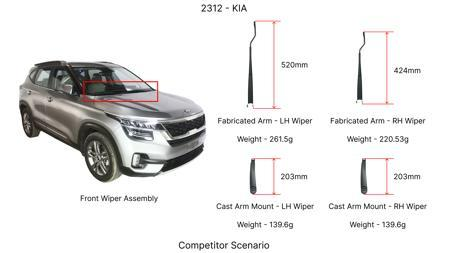 2312 - KIA
520mm
424mm
Fabricated Arm - LH Wiper
Fabricated Arm - RH Wiper
Weight - 261.5g
Weight - 220.53g
203mm
203mm
Cast Arm Mount - LH Wiper
Cast Arm Mount - RH Wiper
Weight - 139.6g
Weight - 139.6g
Front Wiper Assembly
Competitor Scenario